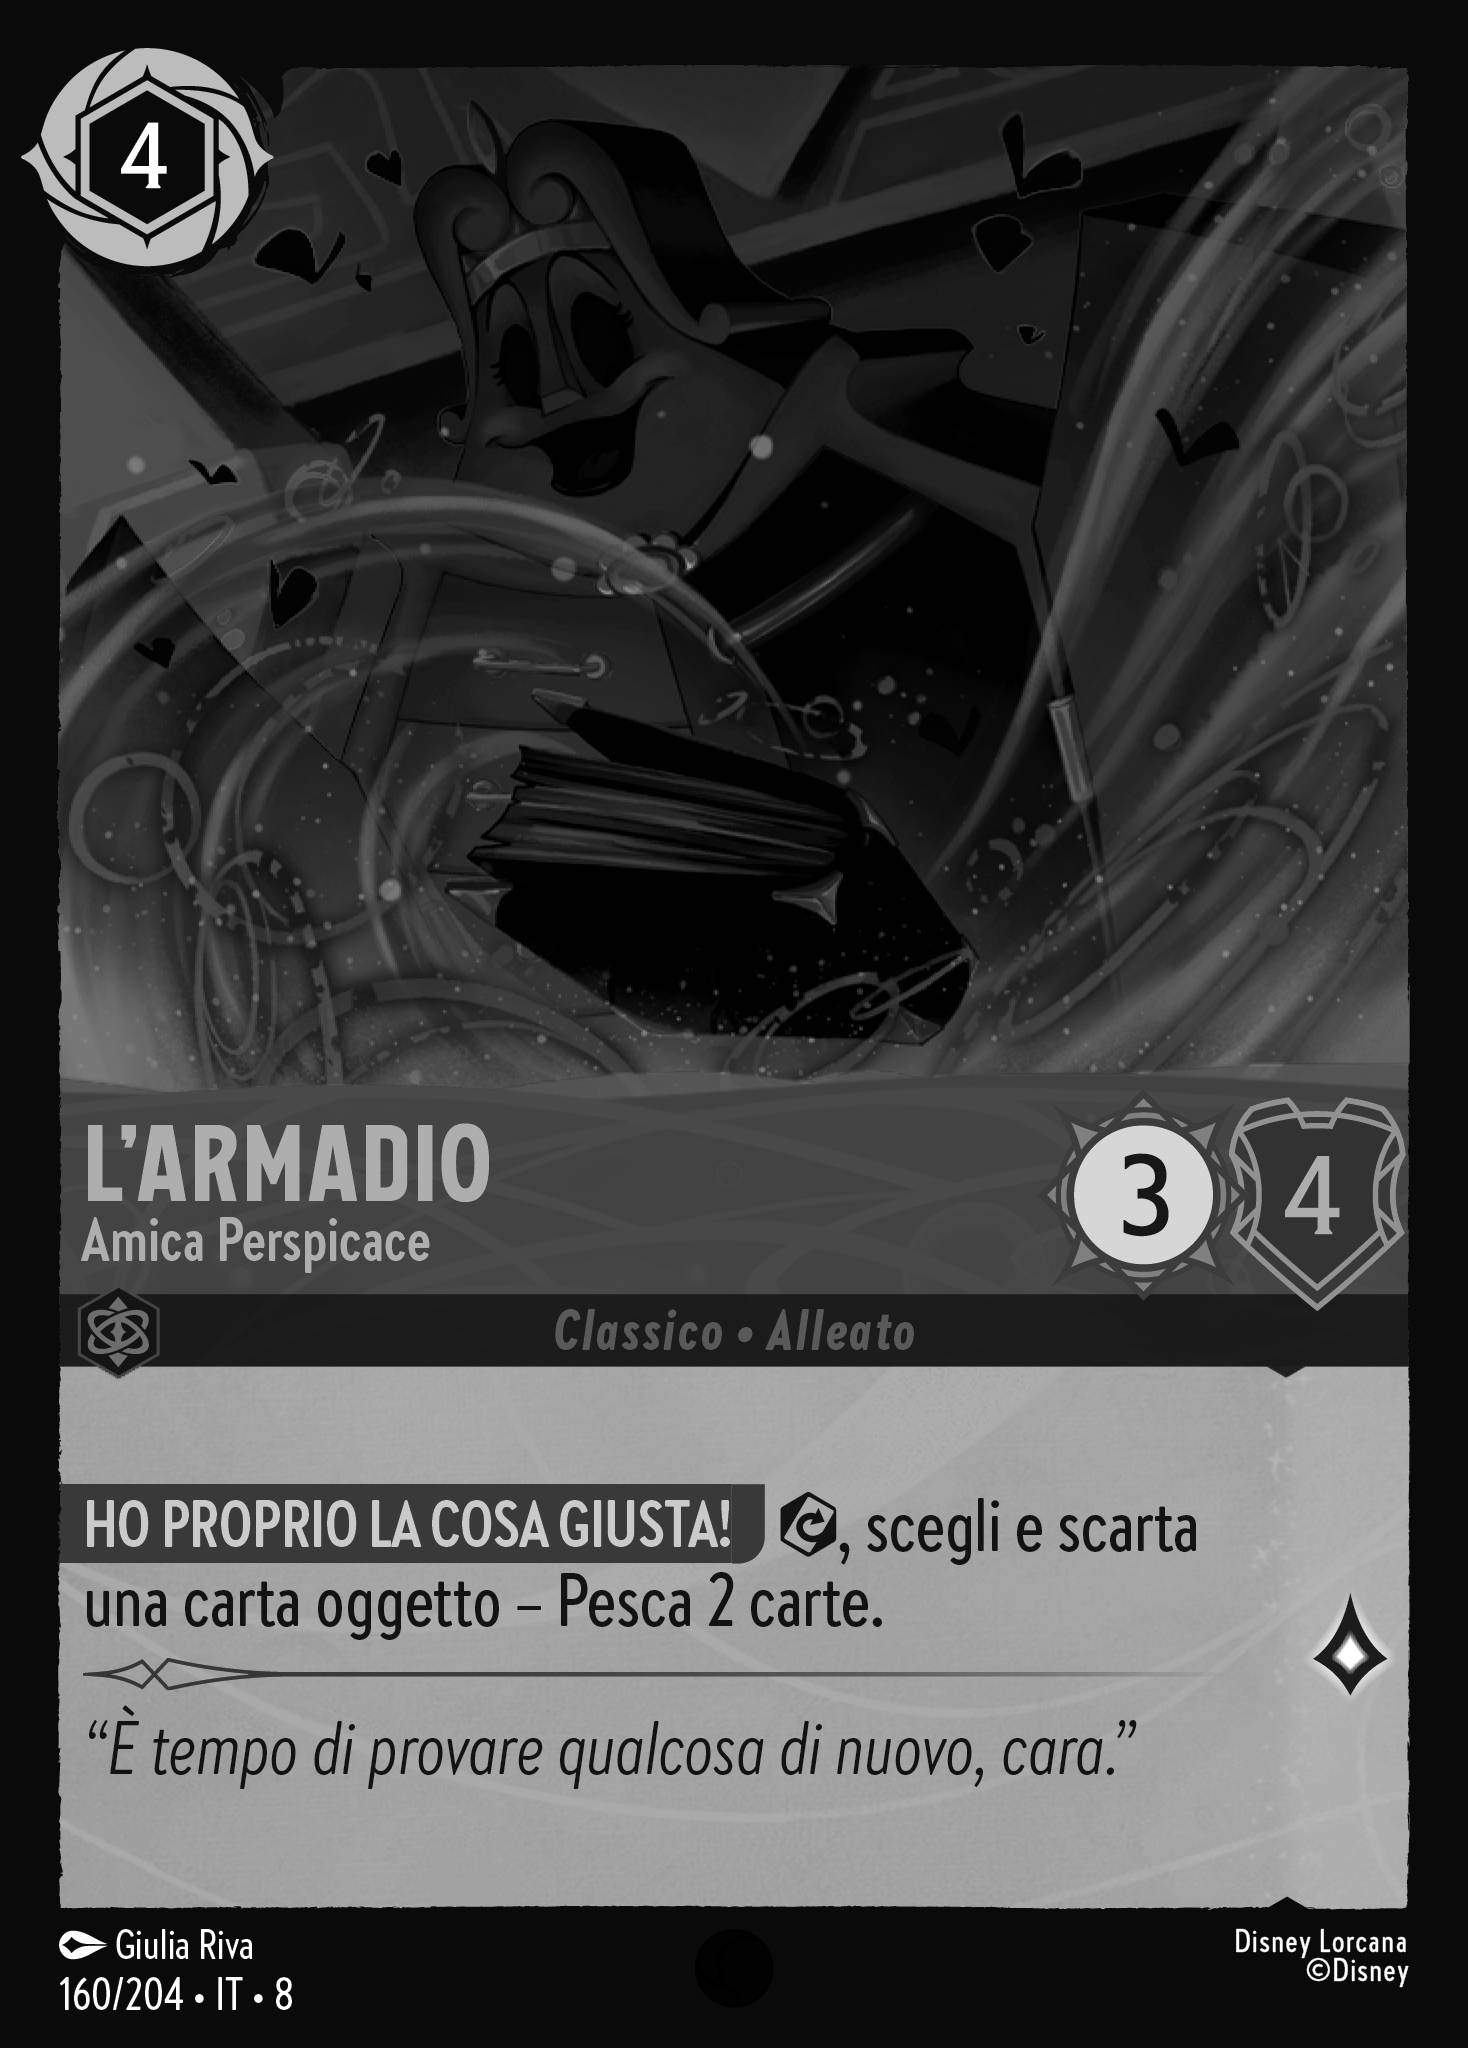 4
L’ARMADIO
Amica Perspicace
3
4
Classico • Alleato
HO PROPRIO LA COSA GIUSTA! , scegli e scarta
una carta oggetto – Pesca 2 carte.
“È tempo di provare qualcosa di nuovo, cara.”
Giulia Riva
160/204 • IT • 8
Disney Lorcana
©Disney